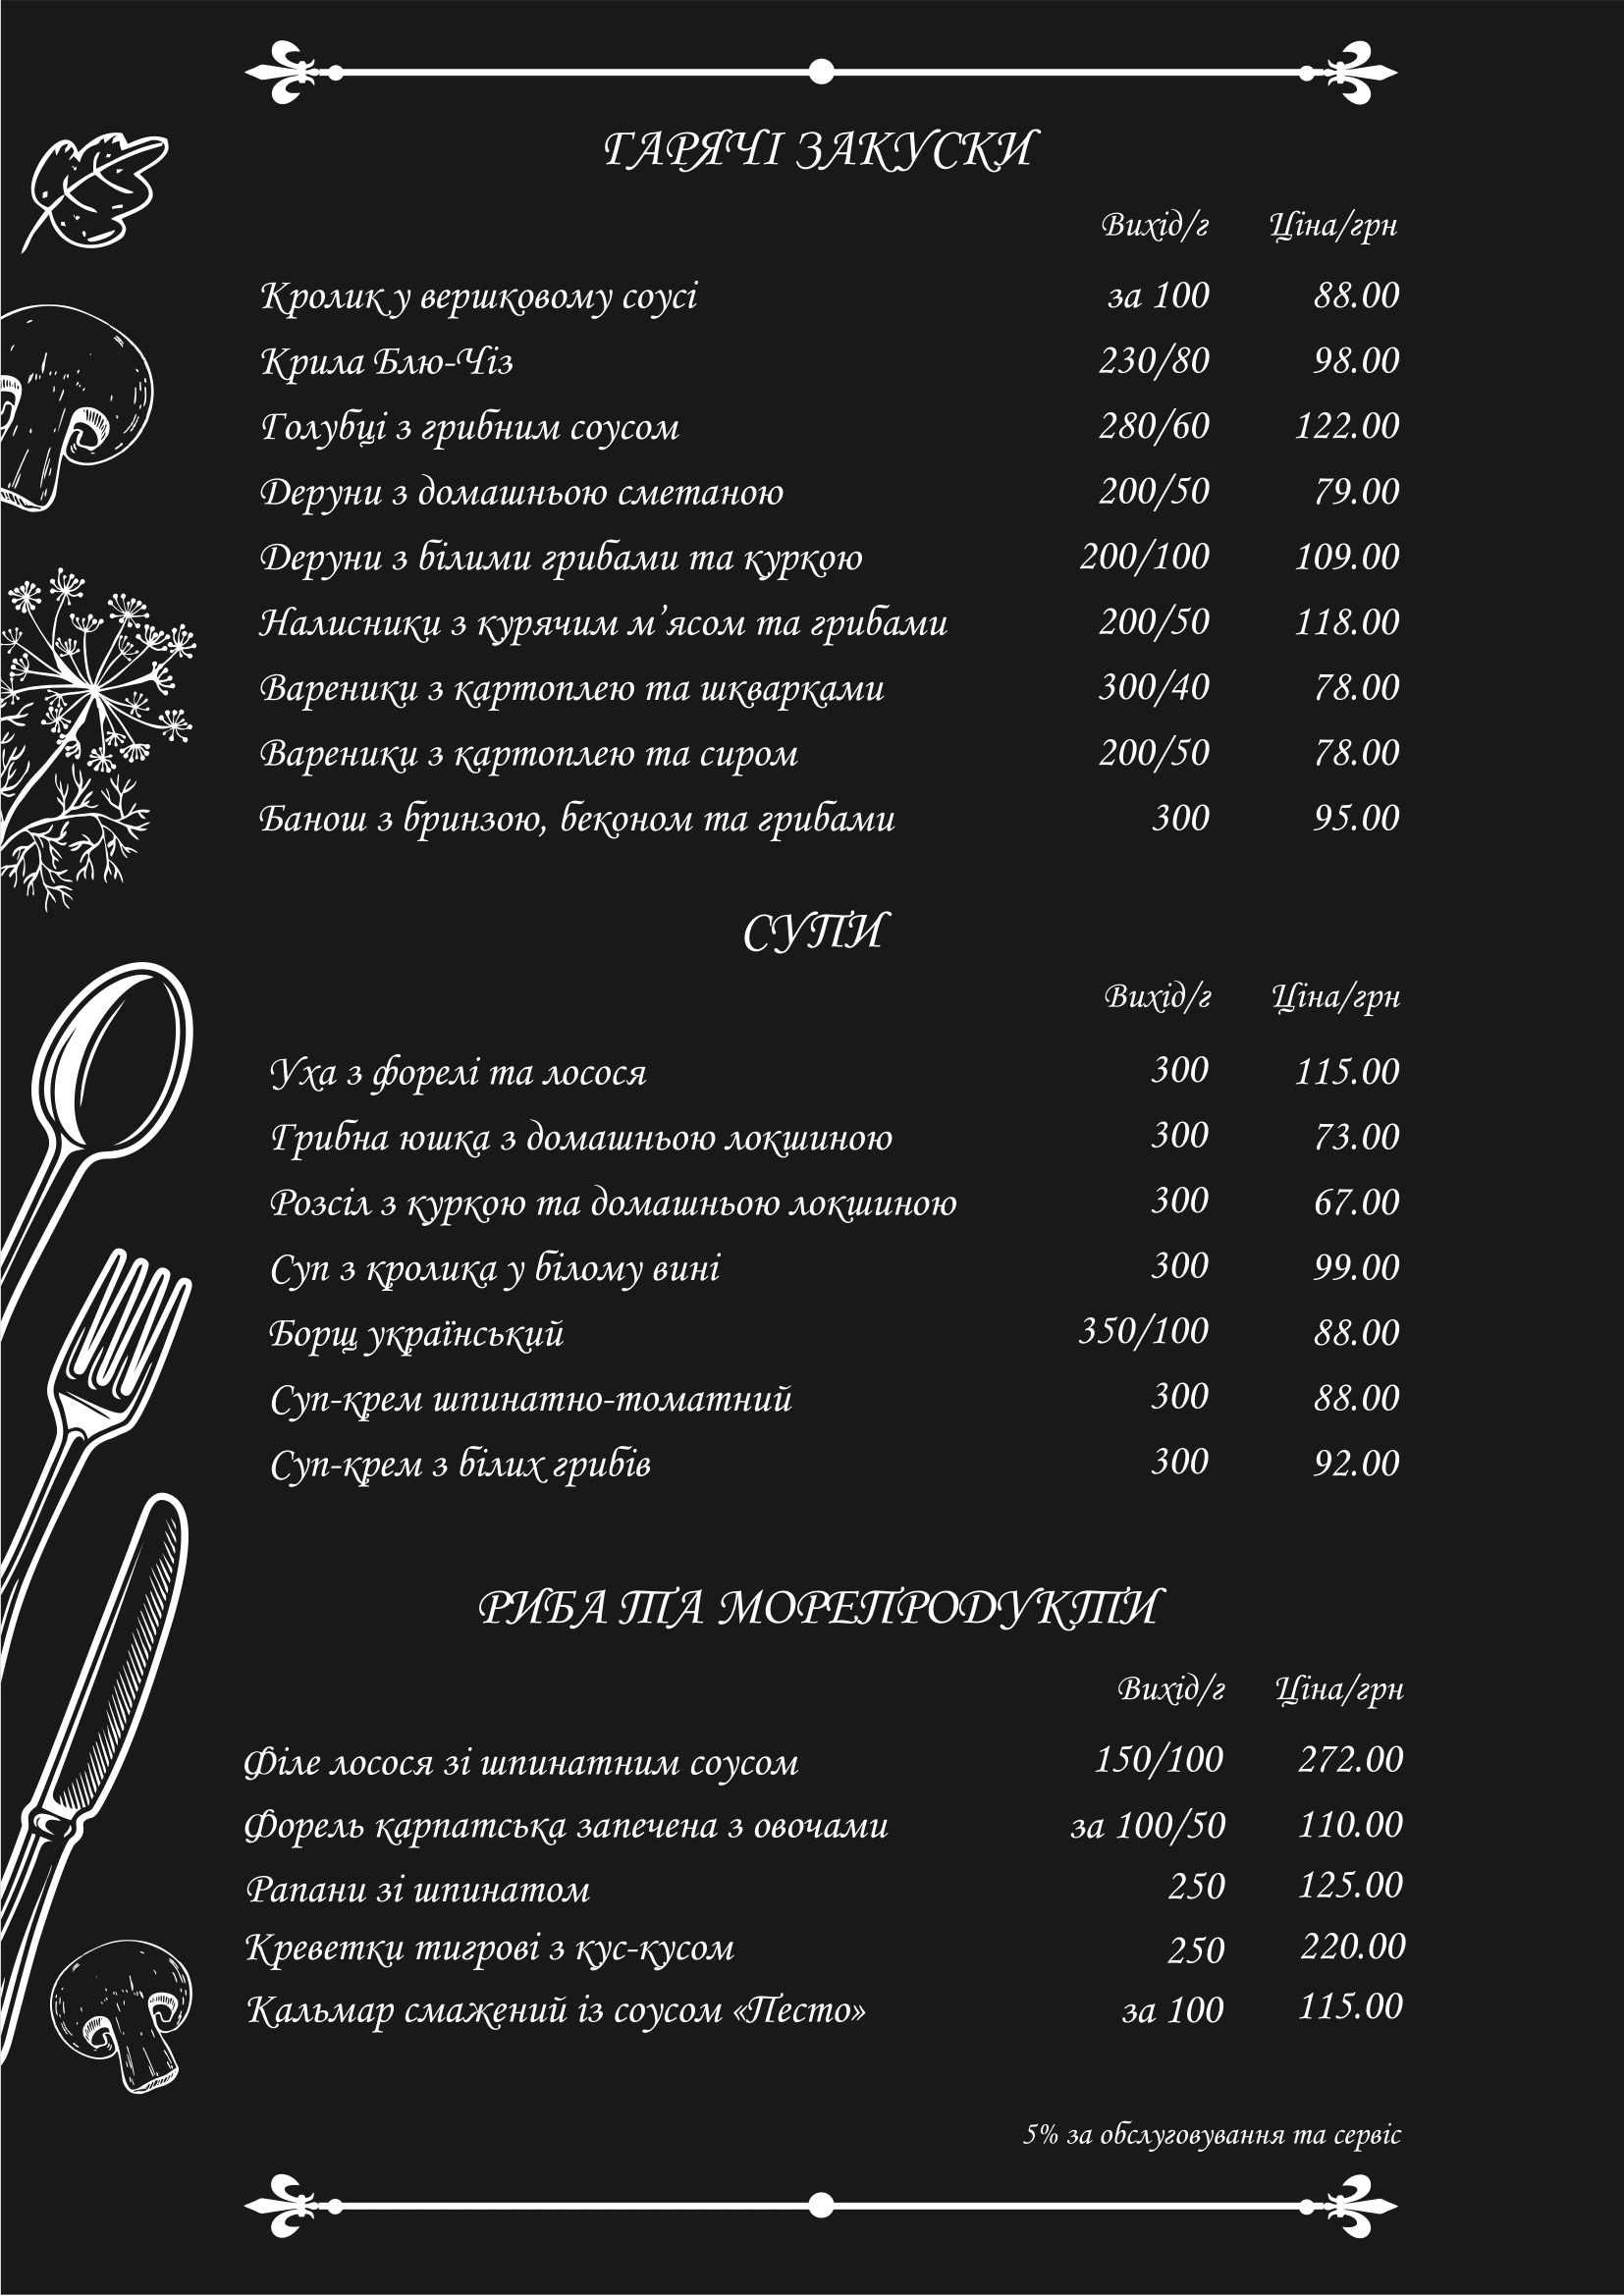 ГАРЯЧІ ЗАКУСКИ
Вихід/г Ціна/грн
Кролик у вершковому соусі за 100 88.00
Крила Блю-Чіз 230/80 98.00
Голубці з грибним соусом 280/60 122.00
Деруни з домашньою сметаною 200/50 79.00
Деруни з білими грибами та куркою 200/100 109.00
Налисники з курячим м’ясом та грибами 200/50 118.00
Вареники з картоплею та шкварками 300/40 78.00
Вареники з картоплею та сиром 200/50 78.00
Банош з бринзою, беконом та грибами 300 95.00
СУПИ
Вихід/г Ціна/грн
Уха з форелі та лосося 300 115.00
Грибна юшка з домашньою локшиною 300 73.00
Розсіл з куркою та домашньою локшиною 300 67.00
Суп з кролика у білому вині 300 99.00
Борщ український 350/100 88.00
Суп-крем шпинатно-томатний 300 88.00
Суп-крем з білих грибів 300 92.00
РИБА ТА МОРЕПРОДУКТИ
Вихід/г Ціна/грн
Філе лосося зі шпинатним соусом 150/100 272.00
Форель карпатська запечена з овочами за 100/50 110.00
Рапани зі шпинатом 250 125.00
Креветки тигрові з кус-кусом 250 220.00
Кальмар смажений із соусом «Песто» за 100 115.00
5% за обслуговування та сервіс